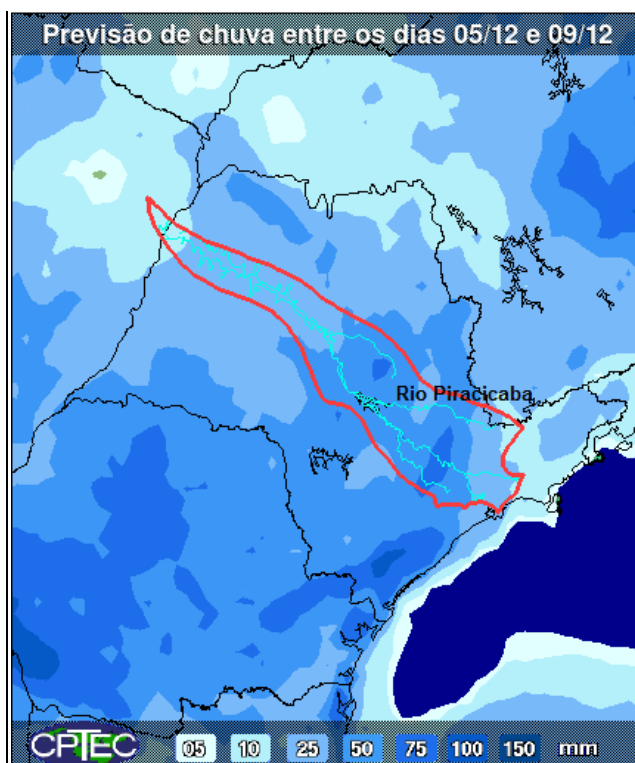 Previsão de chuva entre os dias 05/12 e 09/12
Rio Piracicaba
CPTEC 05 10 25 50 75 100 150 mm